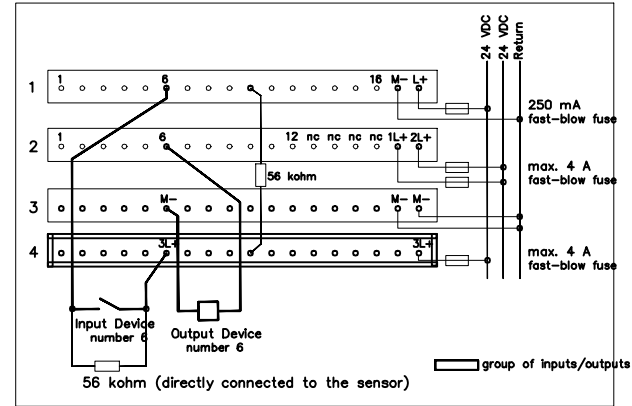 24 VDC
24 VDC
Return
1
1
6
16
M-
L+
250 mA
fast-blow fuse
2
1
6
12
nc
nc
nc
nc
1L+
2L+
max. 4 A
fast-blow fuse
56 kohm
3
M-
M-
M-
4
3L+
3L+
max. 4 A
fast-blow fuse
Input Device
number 6
Output Device
number 6
group of inputs/outputs
56 kohm (directly connected to the sensor)